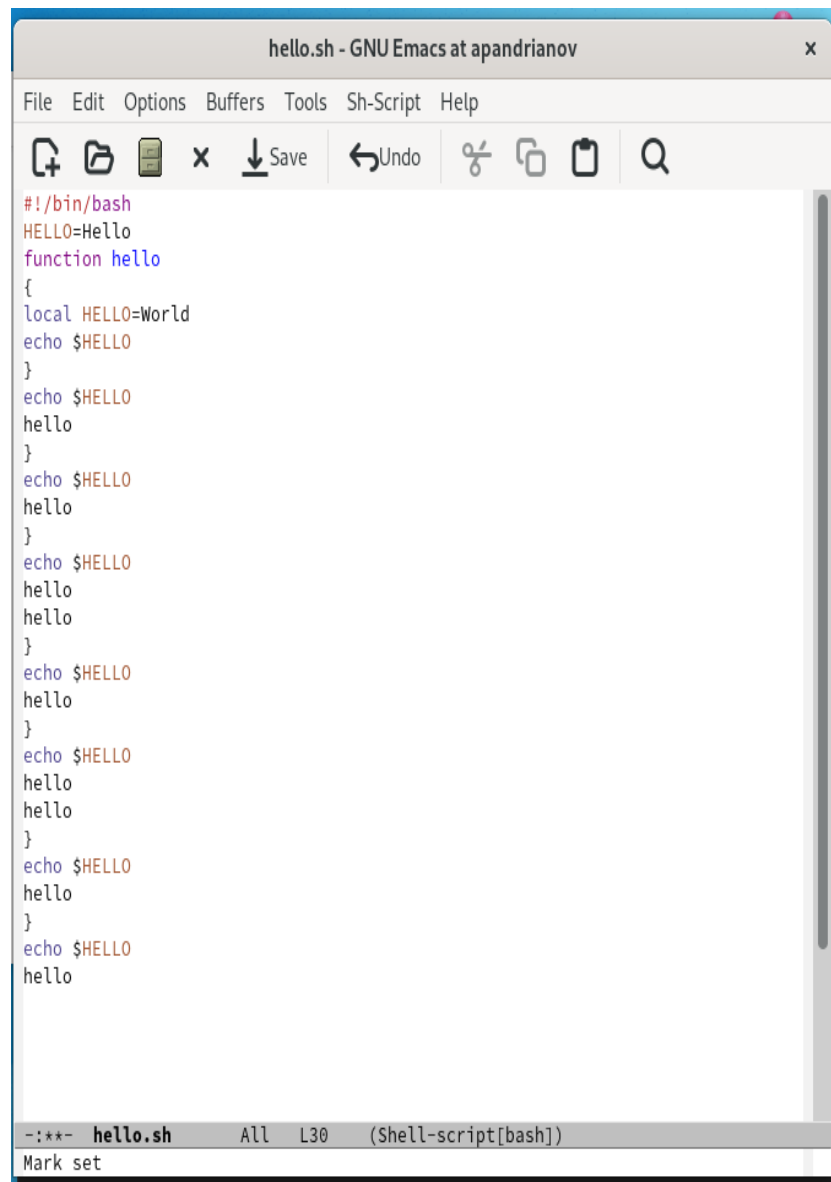 hello.sh - GNU Emacs at apandrianov x
File Edit Options Buffers Tools Sh-Script Help
Save Undo
#!/bin/bash
HELLO=Hello
function hello
{
local HELLO=World
echo $HELLO
}
echo $HELLO
hello
}
echo $HELLO
hello
}
echo $HELLO
hello
hello
}
echo $HELLO
hello
}
echo $HELLO
hello
hello
}
echo $HELLO
hello
}
echo $HELLO
hello
-:**- hello.sh All L30 (Shell-script[bash])
Mark set